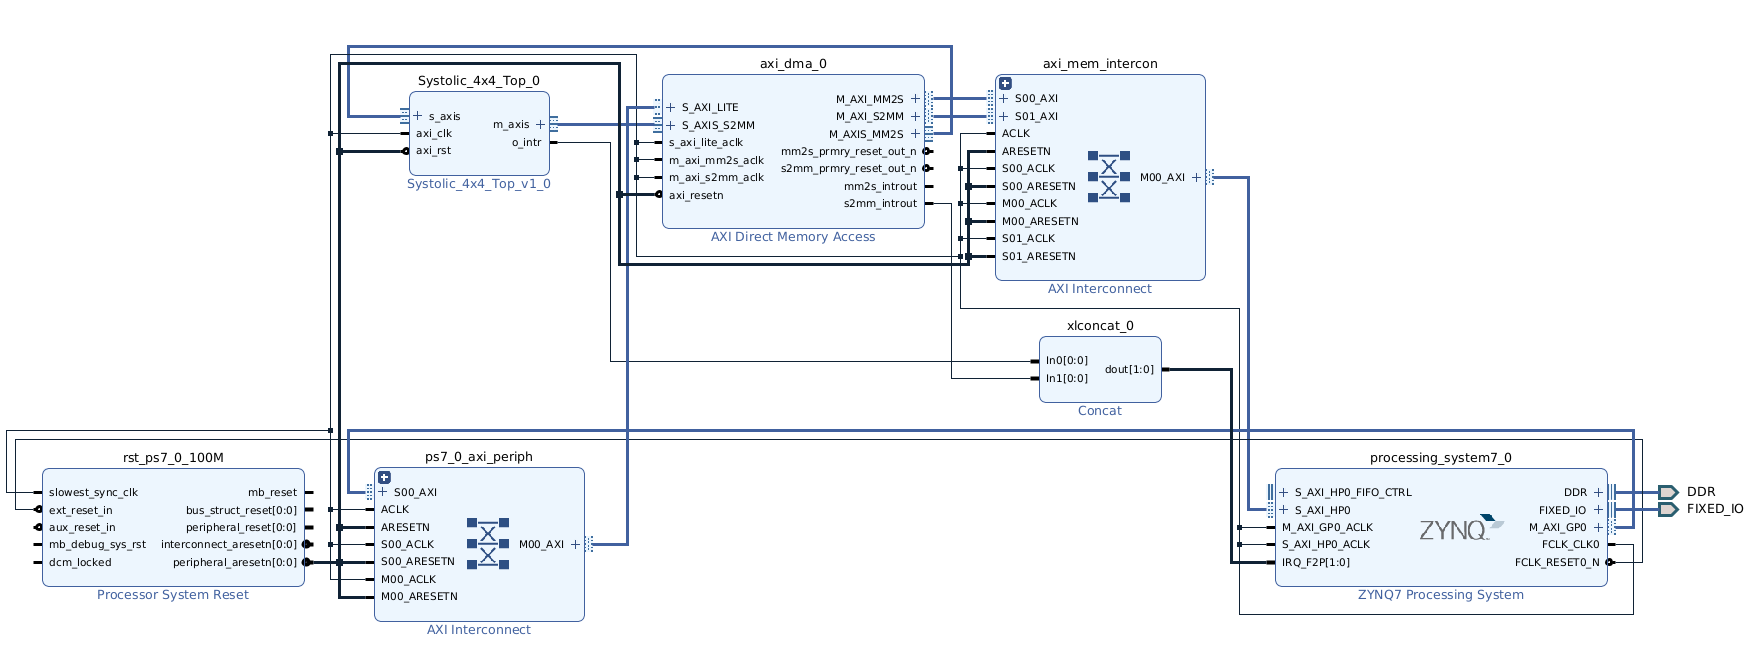 Systolic_4x4_Top_0
s_axis
axi_clk
axi_rst
m_axis
o_intr
Systolic_4x4_Top_v1_0
axi_dma_0
S_AXI_LITE
S_AXIS_S2MM
s_axi_lite_aclk
m_axi_mm2s_aclk
m_axi_s2mm_aclk
axi_resetn
M_AXI_MM2S
M_AXI_S2MM
M_AXIS_MM2S
mm2s_prmry_reset_out_n
s2mm_prmry_reset_out_n
mm2s_introut
s2mm_introut
AXI Direct Memory Access
axi_mem_intercon
S00_AXI
S01_AXI
ACLK
ARESETN
S00_ACLK
S00_ARESETN
M00_ACLK
M00_ARESETN
S01_ACLK
S01_ARESETN
M00_AXI
AXI Interconnect
xlconcat_0
In0[0:0]
In1[0:0]
dout[1:0]
Concat
rst_ps7_0_100M
slowest_sync_clk
ext_reset_in
aux_reset_in
mb_debug_sys_rst
dcm_locked
mb_reset
bus_struct_reset[0:0]
peripheral_reset[0:0]
interconnect_aresetn[0:0]
peripheral_aresetn[0:0]
Processor System Reset
ps7_0_axi_periph
S00_AXI
ACLK
ARESETN
S00_ACLK
S00_ARESETN
M00_ACLK
M00_ARESETN
M00_AXI
AXI Interconnect
processing_system7_0
S_AXI_HP0_FIFO_CTRL
S_AXI_HP0
M_AXI_GP0_ACLK
S_AXI_HP0_ACLK
IRQ_F2P[1:0]
ZYNQ
DDR
FIXED_IO
M_AXI_GP0
FCLK_CLK0
FCLK_RESET0_N
ZYNQ7 Processing System
DDR
FIXED_IO